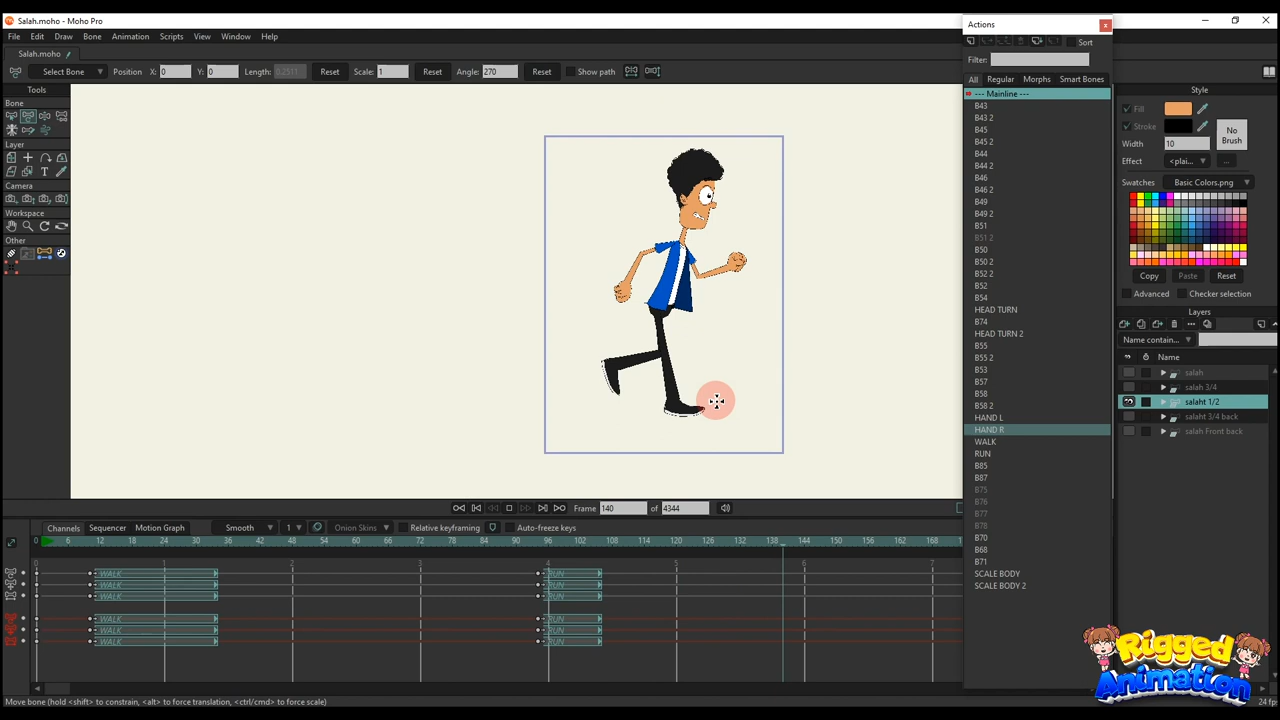 Salah.moho - Moho Pro
File Edit Draw Bone Animation Scripts View Window Help
Salah.moho
Select Bone Position X: 0 Y: 0 Length: 0.2511 Reset Scale: 1 Reset Angle: 270 Reset Show path
Tools
Bone
Layer
Camera
Workspace
Other
Actions
Sort
Filter:
All Regular Morphs Smart Bones
--- Mainline ---
B43
B43 2
B45
B45 2
B44
B44 2
B46
B46 2
B49
B49 2
B51
B51 2
B50
B50 2
B52 2
B52
B54
HEAD TURN
B74
HEAD TURN 2
B55
B55 2
B53
B57
B58
B58 2
HAND L
HAND R
WALK
RUN
B85
B87
B75
B76
B77
B78
B70
B68
B71
SCALE BODY
SCALE BODY 2
Style
Fill
Stroke
No Brush
Width 10
Effect <plai... ...
Swatches Basic Colors.png
Copy Paste Reset
Advanced Checker selection
Layers
Name contain...
Name
salah
salah 3/4
salaht 1/2
salaht 3/4 back
salah Front back
Frame 140 of 4344
Channels Sequencer Motion Graph Smooth 1 Onion Skins Relative keyframing Auto-freeze keys
0 6 12 18 24 30 36 42 48 54 60 66 72 78 84 90 96 102 108 114 120 126 132 138 144 150 156 162 168
0 1 2 3 4 5 7
WALK RUN
WALK RUN
WALK RUN
WALK RUN
WALK RUN
WALK RUN
Move bone (hold <shift> to constrain, <alt> to force translation, <ctrl/cmd> to force scale)
24 fp
Rigged
Animation